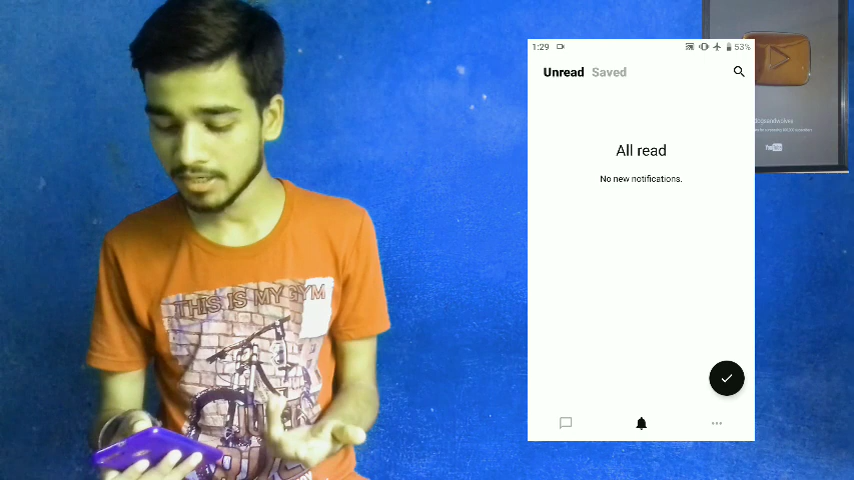 THIS IS MY GYM
1:29
53%
Unread Saved
All read
No new notifications.
YouTube